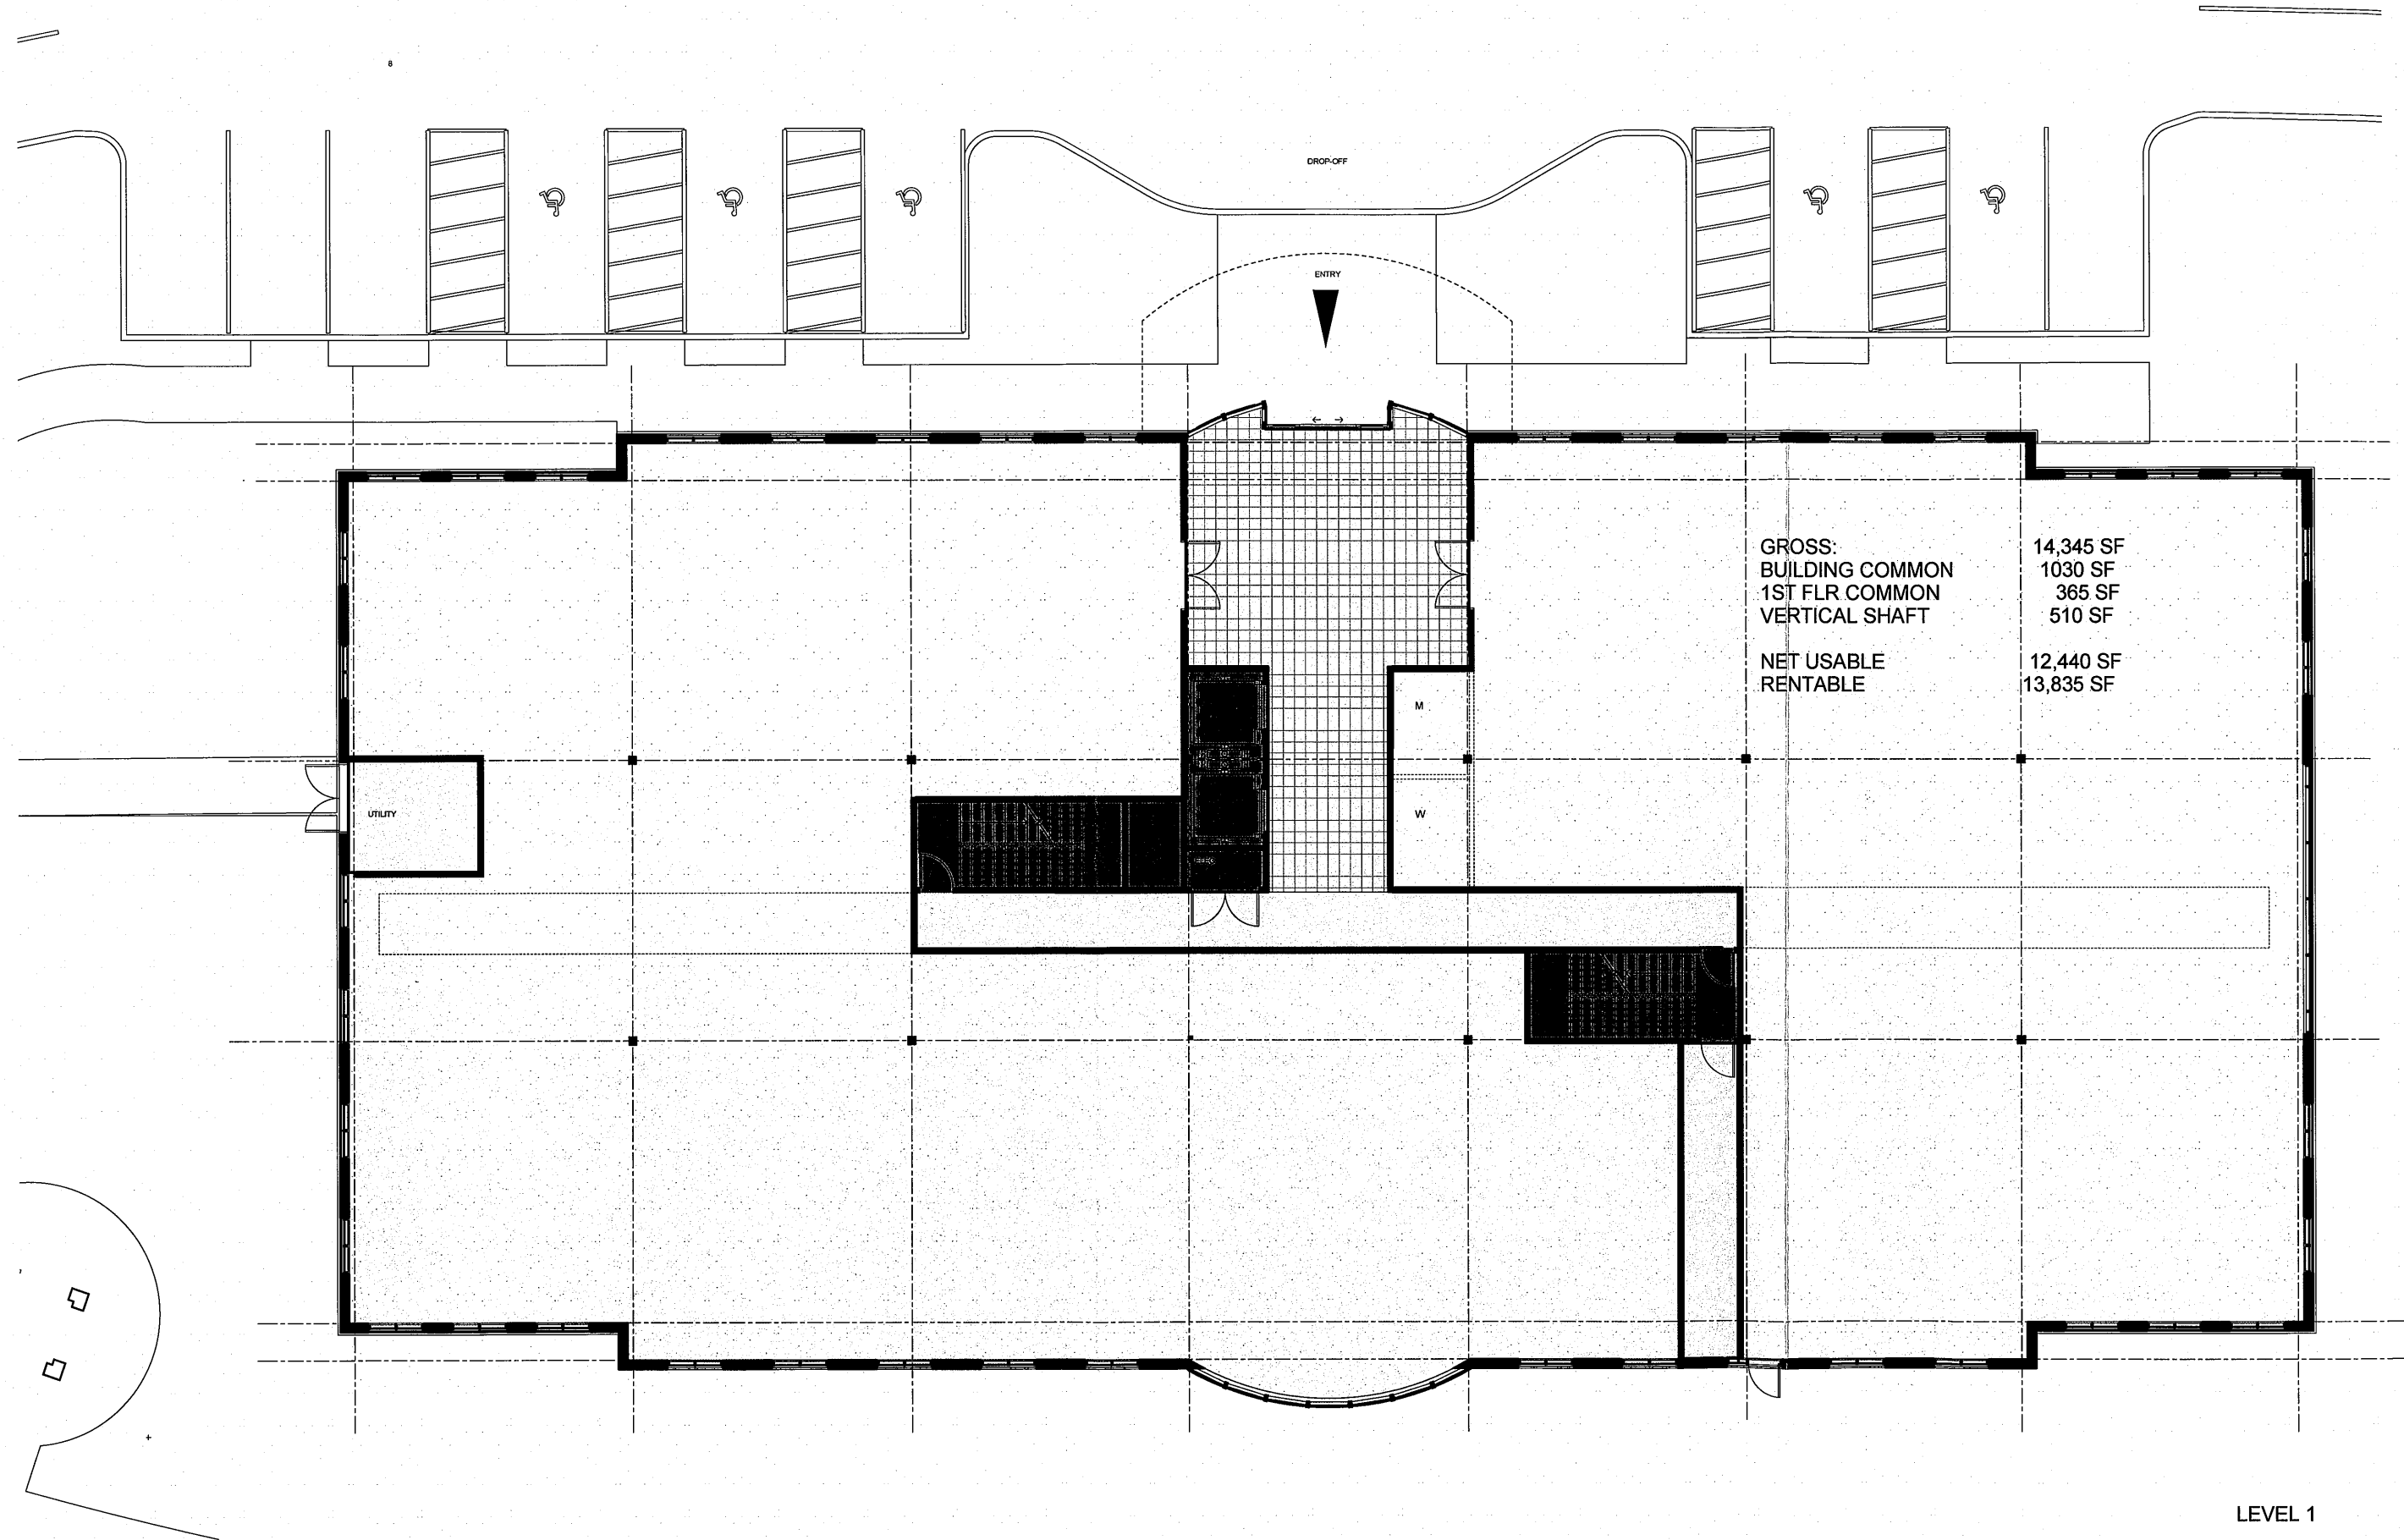 8
DROP-OFF
ENTRY
GROSS: 14,345 SF
BUILDING COMMON 1030 SF
1ST FLR COMMON 365 SF
VERTICAL SHAFT 510 SF
NET USABLE 12,440 SF
RENTABLE 13,835 SF
M
W
UTILITY
LEVEL 1